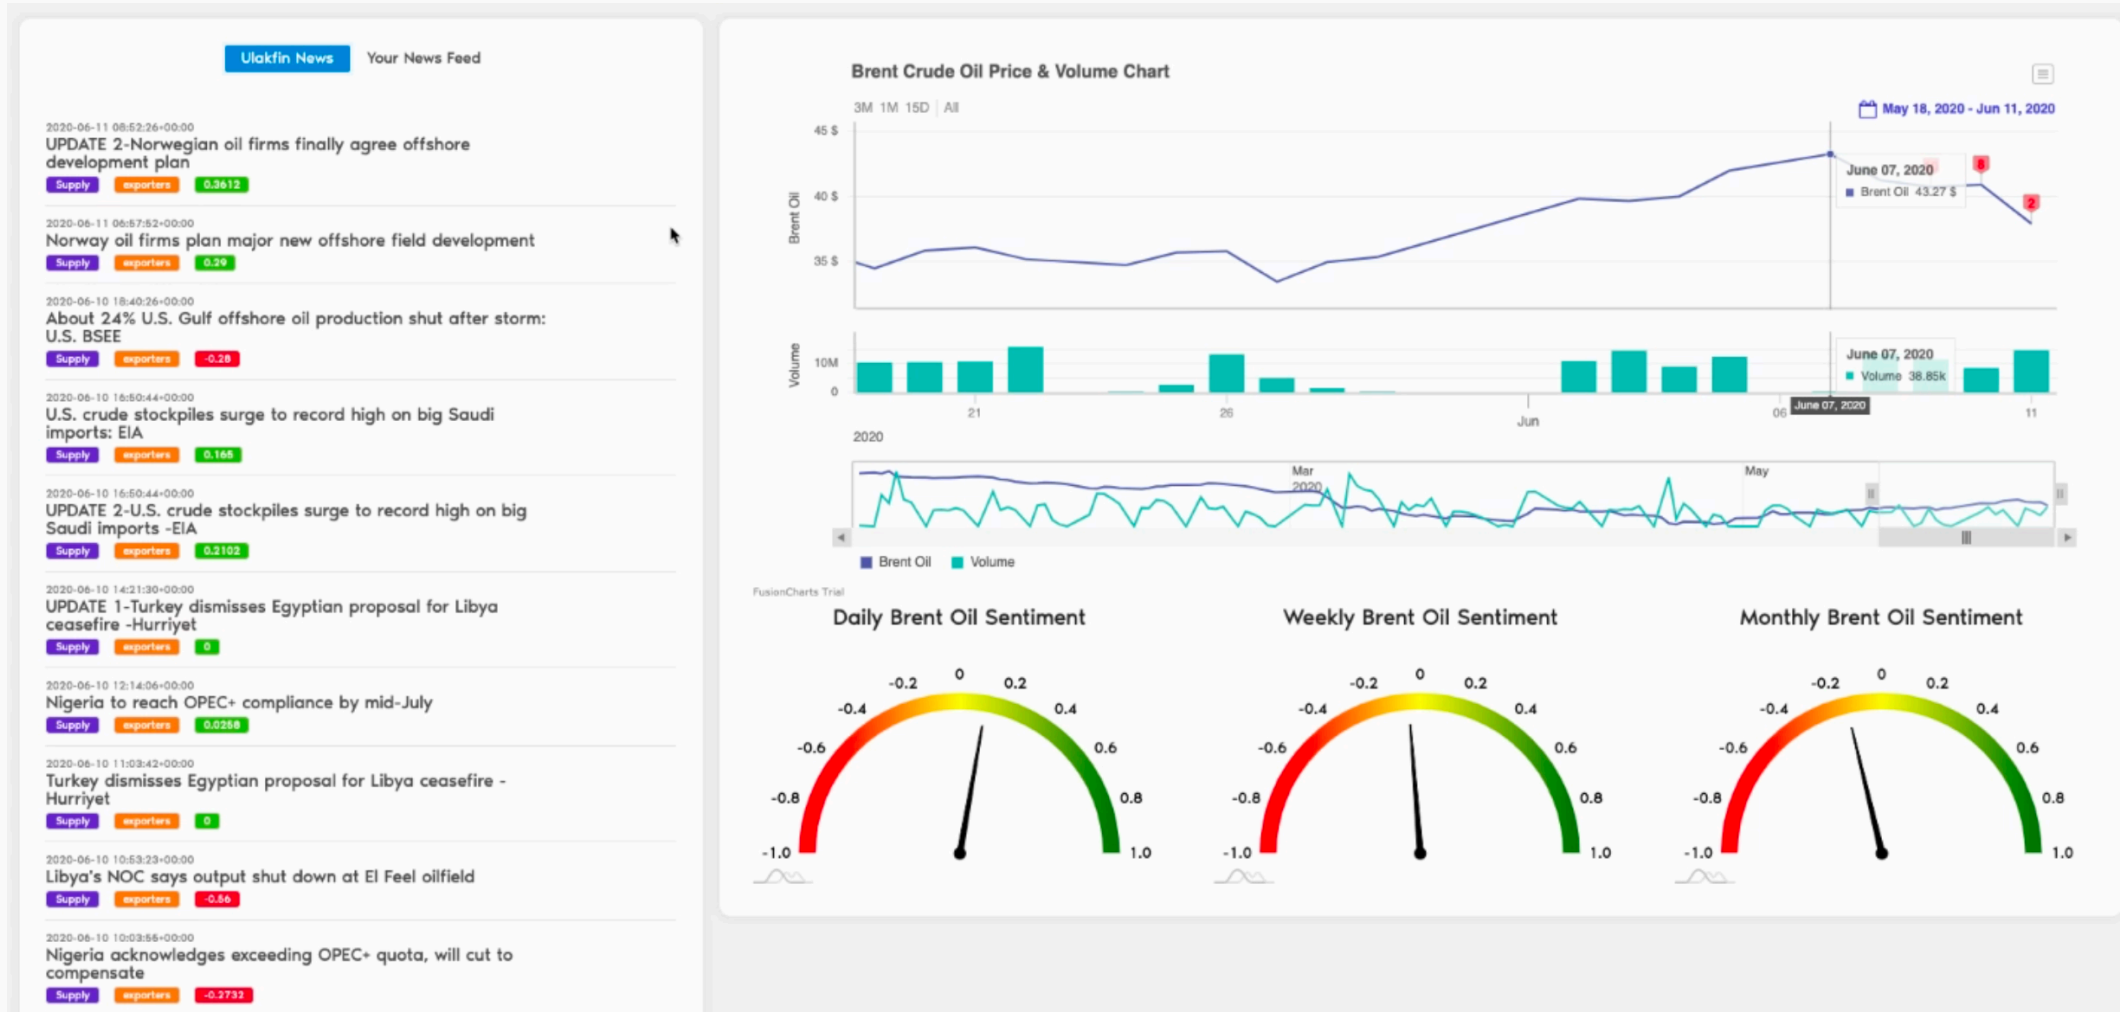 Ulakfin News
Your News Feed
2020-06-11 08:52:26+00:00
UPDATE 2-Norwegian oil firms finally agree offshore
development plan
Supply exporters 0.3612
2020-06-11 06:57:52+00:00
Norway oil firms plan major new offshore field development
Supply exporters 0.29
2020-06-10 18:40:26+00:00
About 24% U.S. Gulf offshore oil production shut after storm:
U.S. BSEE
Supply exporters -0.28
2020-06-10 16:50:44+00:00
U.S. crude stockpiles surge to record high on big Saudi
imports: EIA
Supply exporters 0.165
2020-06-10 16:50:44+00:00
UPDATE 2-U.S. crude stockpiles surge to record high on big
Saudi imports -EIA
Supply exporters 0.2102
2020-06-10 14:21:30+00:00
UPDATE 1-Turkey dismisses Egyptian proposal for Libya
ceasefire -Hurriyet
Supply exporters 0
2020-06-10 12:14:06+00:00
Nigeria to reach OPEC+ compliance by mid-July
Supply exporters 0.0258
2020-06-10 11:03:42+00:00
Turkey dismisses Egyptian proposal for Libya ceasefire -
Hurriyet
Supply exporters 0
2020-06-10 10:53:23+00:00
Libya's NOC says output shut down at El Feel oilfield
Supply exporters -0.56
2020-06-10 10:03:55+00:00
Nigeria acknowledges exceeding OPEC+ quota, will cut to
compensate
Supply exporters -0.2732
Brent Crude Oil Price & Volume Chart
3M 1M 15D All
May 18, 2020 - Jun 11, 2020
45 $
40 $
35 $
Brent Oil
June 07, 2020
Brent Oil 43.27 $
8
2
Volume
10M
0
June 07, 2020
Volume 38.85k
21 26 Jun 06 June 07, 2020 11
2020
Mar
2020
May
Brent Oil Volume
FusionCharts Trial
Daily Brent Oil Sentiment
-1.0 -0.8 -0.6 -0.4 -0.2 0 0.2 0.4 0.6 0.8 1.0
Weekly Brent Oil Sentiment
-1.0 -0.8 -0.6 -0.4 -0.2 0 0.2 0.4 0.6 0.8 1.0
Monthly Brent Oil Sentiment
-1.0 -0.8 -0.6 -0.4 -0.2 0 0.2 0.4 0.6 0.8 1.0